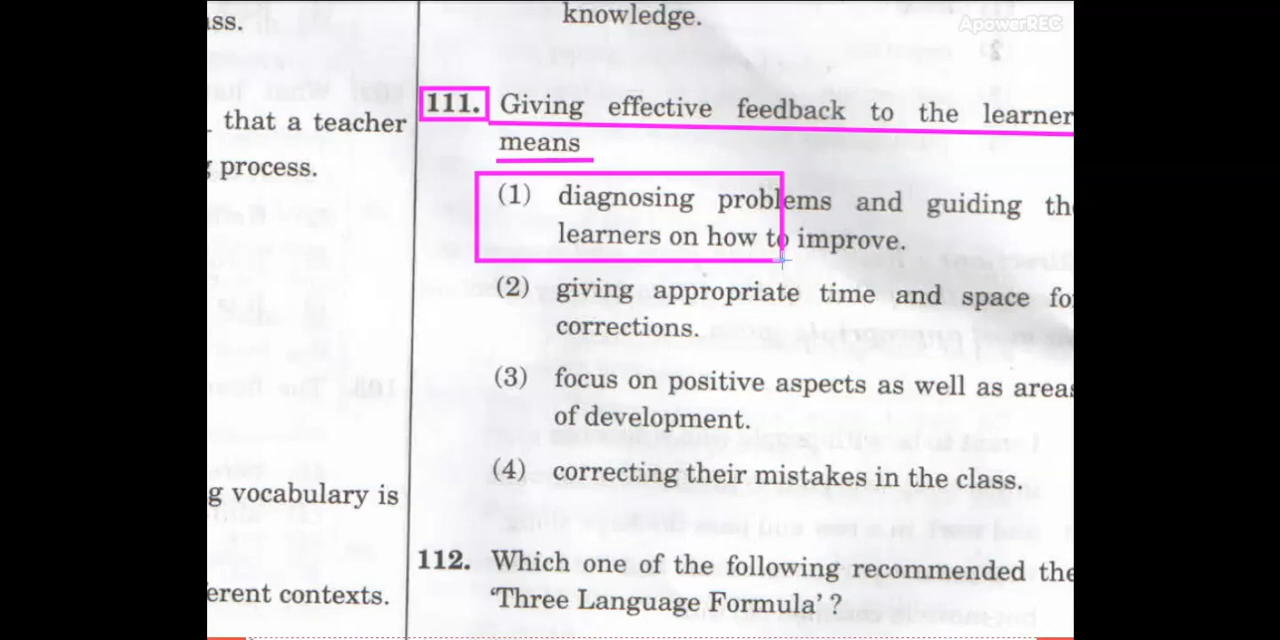 knowledge.
ApowerREC
ss.
that a teacher
process.
vocabulary is
erent contexts.
111. Giving effective feedback to the learner
means
(1) diagnosing problems and guiding the
learners on how to improve.
(2) giving appropriate time and space for
corrections.
(3) focus on positive aspects as well as areas
of development.
(4) correcting their mistakes in the class.
112. Which one of the following recommended the
'Three Language Formula' ?